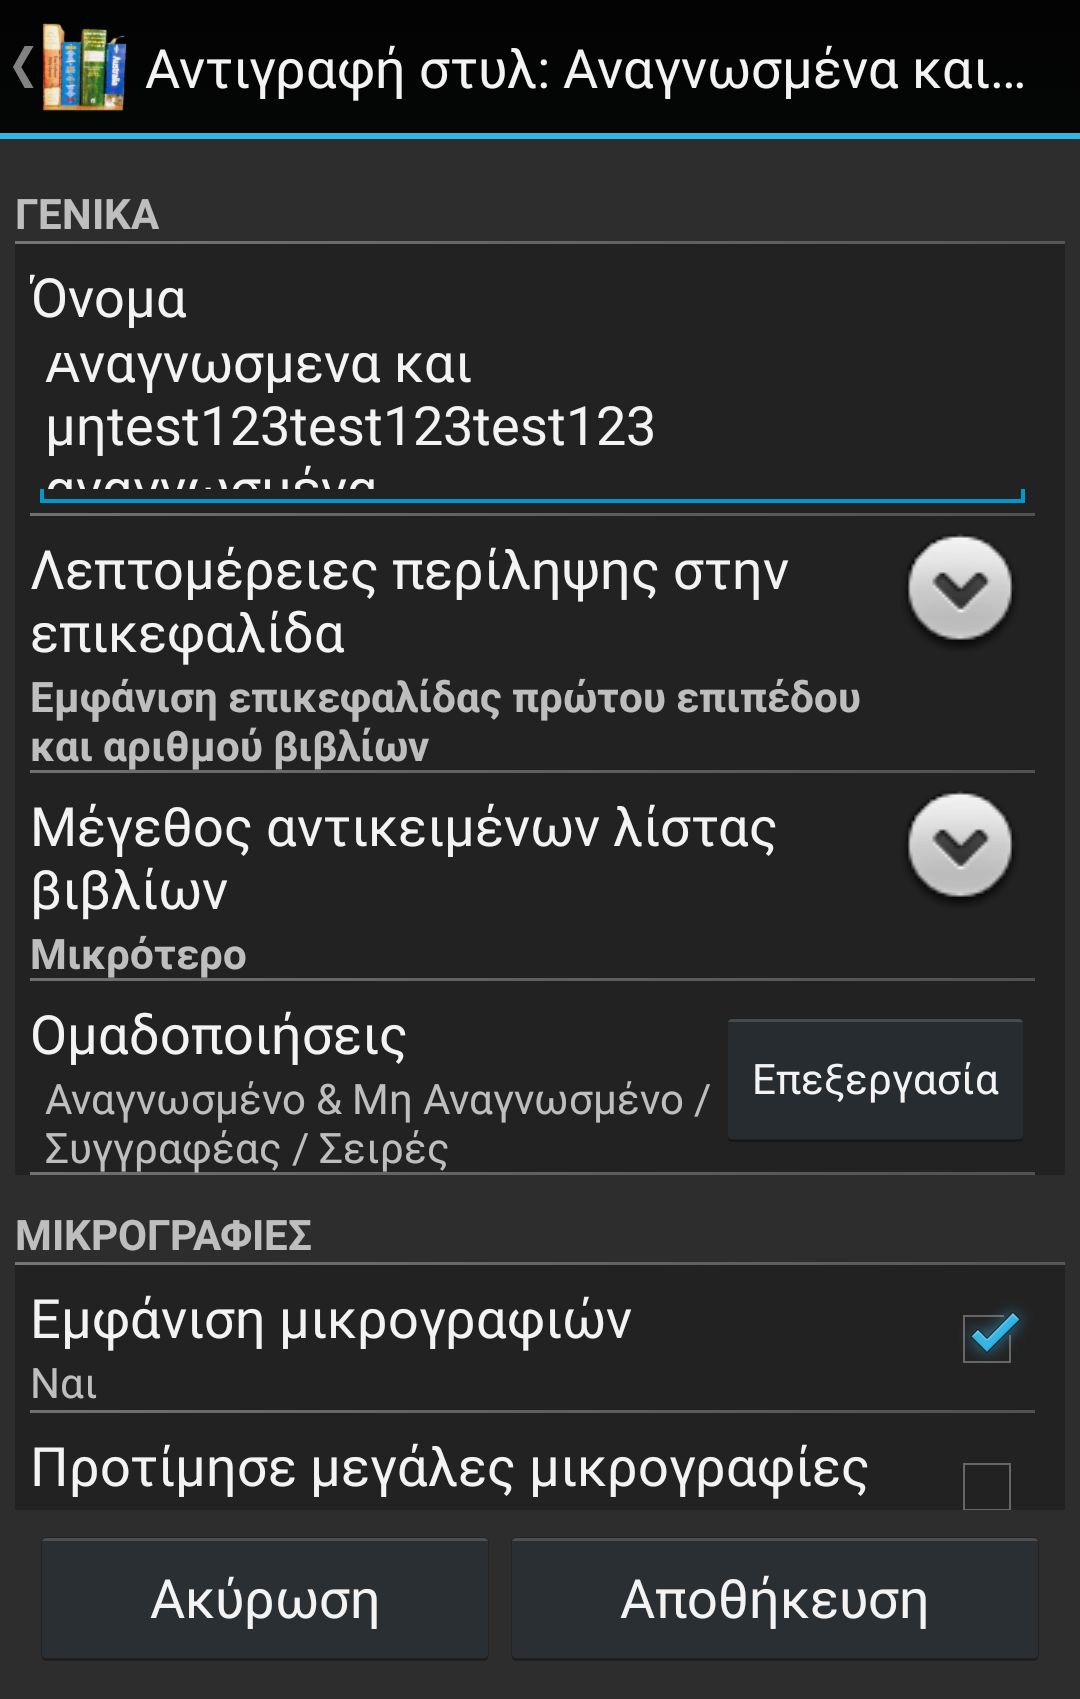 Αντιγραφή στυλ: Αναγνωσμένα και...
ΓΕΝΙΚΑ
Όνομα
Αναγνωσμενα και
μηtest123test123test123
αναγνωσμένα
Λεπτομέρειες περίληψης στην
επικεφαλίδα
Εμφάνιση επικεφαλίδας πρώτου επιπέδου
και αριθμού βιβλίων
Μέγεθος αντικειμένων λίστας
βιβλίων
Μικρότερο
Ομαδοποιήσεις
Αναγνωσμένο & Μη Αναγνωσμένο /
Συγγραφέας / Σειρές
Επεξεργασία
ΜΙΚΡΟΓΡΑΦΙΕΣ
Εμφάνιση μικρογραφιών
Ναι
Προτίμησε μεγάλες μικρογραφίες
Ακύρωση
Αποθήκευση